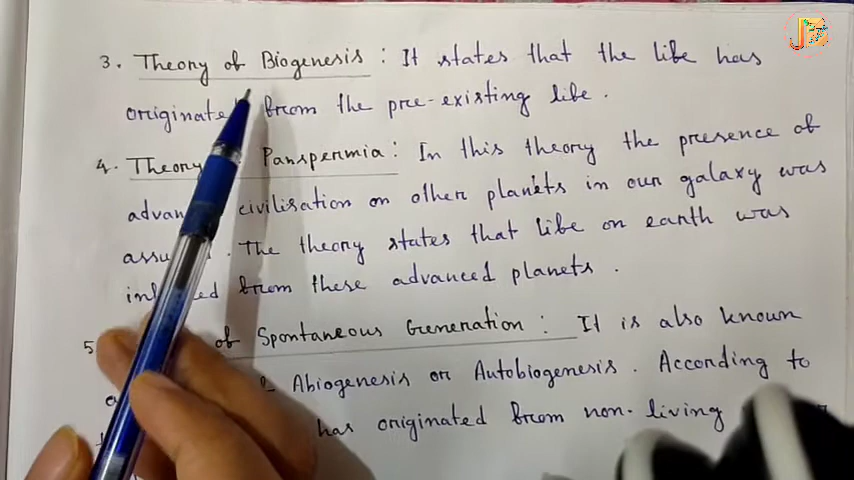 3. Theory of Biogenesis : It states that the life has
originate from the pre-existing life.
4. Theory Panspermia : In this theory the presence of
advan civilisation on other planets in our galaxy was
assu . The theory states that life on earth was
in ed from these advanced planets.
5 of Spontaneous Generation : It is also known
Abiogenesis or Autobiogenesis. According to
has originated from non-living